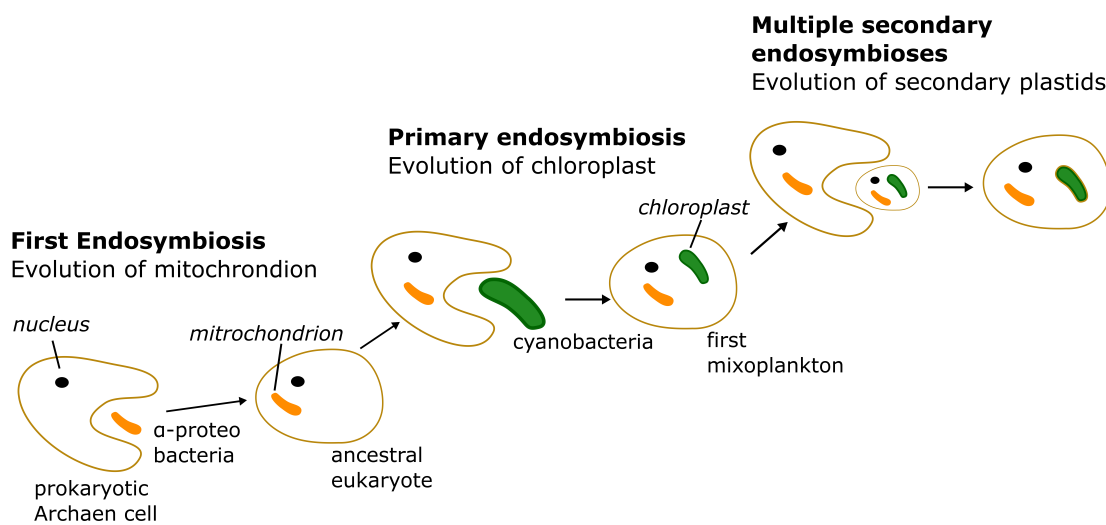 Multiple secondary
endosymbioses
Evolution of secondary plastids
Primary endosymbiosis
Evolution of chloroplast
chloroplast
First Endosymbiosis
Evolution of mitochrondion
nucleus
mitrochondrion
cyanobacteria
first
mixoplankton
α-proteo
bacteria
ancestral
eukaryote
prokaryotic
Archaen cell